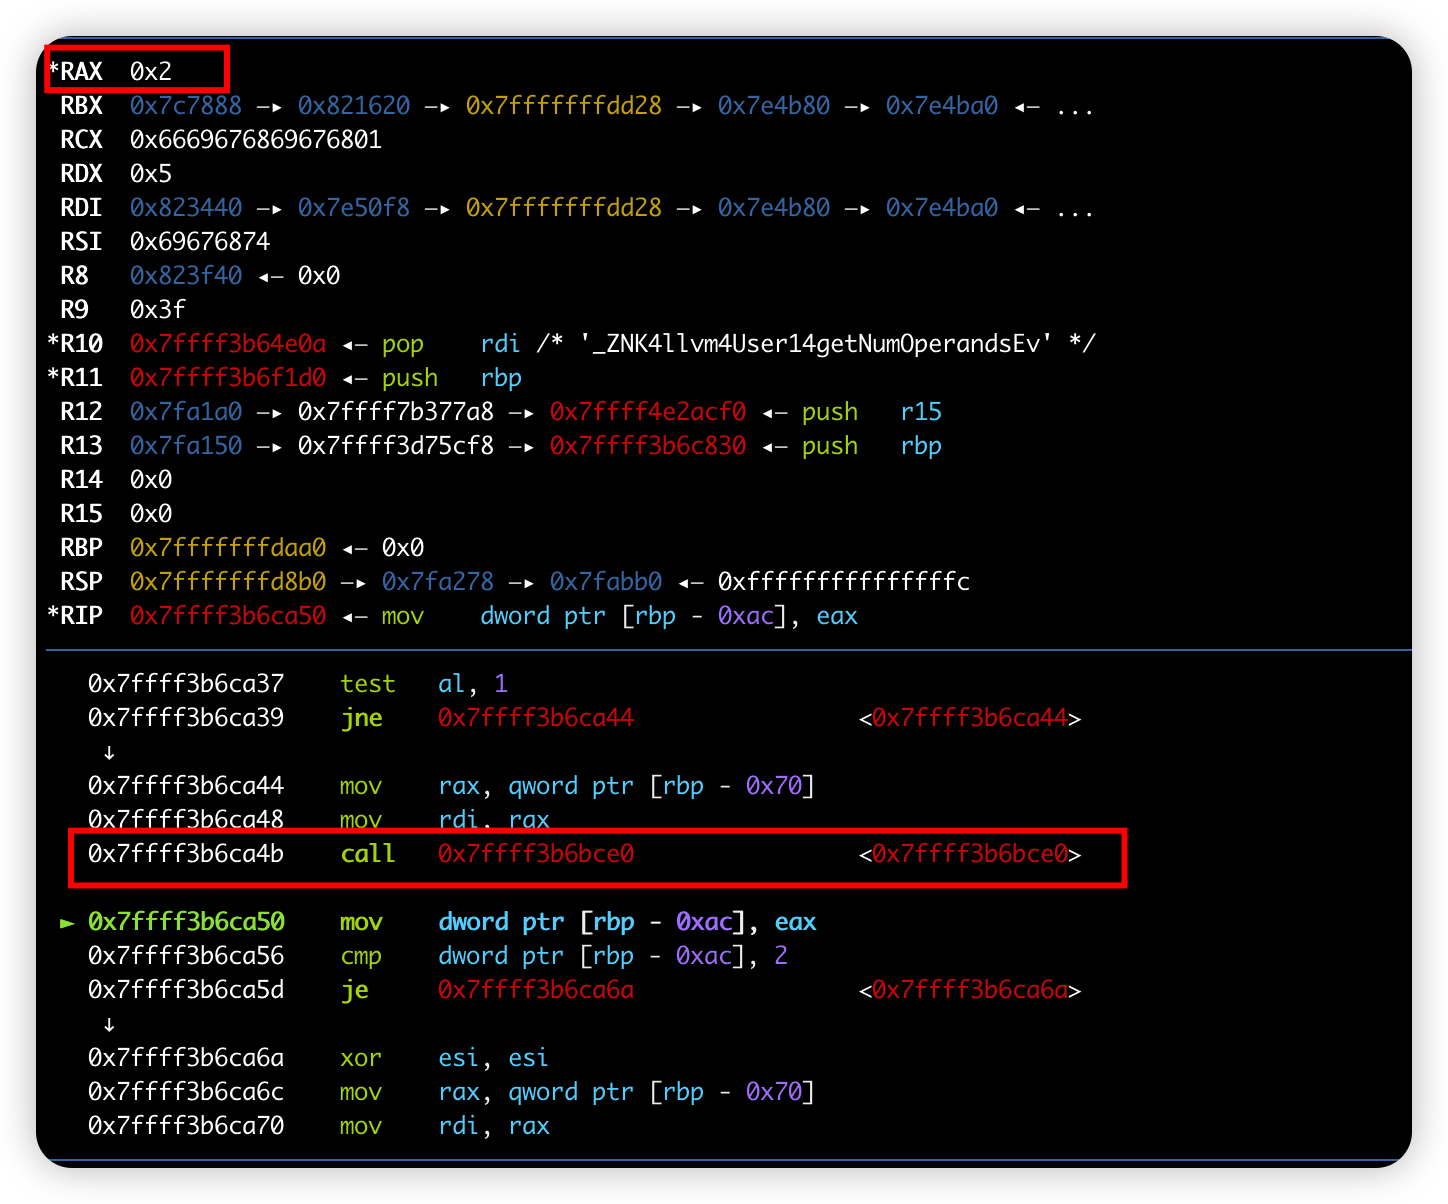 *RAX 0x2
RBX 0x7c7888 —▸ 0x821620 —▸ 0x7fffffffdd28 —▸ 0x7e4b80 —▸ 0x7e4ba0 ◂— ...
RCX 0x6669676869676801
RDX 0x5
RDI 0x823440 —▸ 0x7e50f8 —▸ 0x7fffffffdd28 —▸ 0x7e4b80 —▸ 0x7e4ba0 ◂— ...
RSI 0x69676874
R8 0x823f40 ◂— 0x0
R9 0x3f
*R10 0x7ffff3b64e0a ◂— pop rdi /* '_ZNK4llvm4User14getNumOperandsEv' */
*R11 0x7ffff3b6f1d0 ◂— push rbp
R12 0x7fa1a0 —▸ 0x7ffff7b377a8 —▸ 0x7ffff4e2acf0 ◂— push r15
R13 0x7fa150 —▸ 0x7ffff3d75cf8 —▸ 0x7ffff3b6c830 ◂— push rbp
R14 0x0
R15 0x0
RBP 0x7fffffffdaa0 ◂— 0x0
RSP 0x7fffffffd8b0 —▸ 0x7fa278 —▸ 0x7fabb0 ◂— 0xfffffffffffffffc
*RIP 0x7ffff3b6ca50 ◂— mov dword ptr [rbp - 0xac], eax
0x7ffff3b6ca37 test al, 1
0x7ffff3b6ca39 jne 0x7ffff3b6ca44 <0x7ffff3b6ca44>
↓
0x7ffff3b6ca44 mov rax, qword ptr [rbp - 0x70]
0x7ffff3b6ca48 mov rdi, rax
0x7ffff3b6ca4b call 0x7ffff3b6bce0 <0x7ffff3b6bce0>
► 0x7ffff3b6ca50 mov dword ptr [rbp - 0xac], eax
0x7ffff3b6ca56 cmp dword ptr [rbp - 0xac], 2
0x7ffff3b6ca5d je 0x7ffff3b6ca6a <0x7ffff3b6ca6a>
↓
0x7ffff3b6ca6a xor esi, esi
0x7ffff3b6ca6c mov rax, qword ptr [rbp - 0x70]
0x7ffff3b6ca70 mov rdi, rax